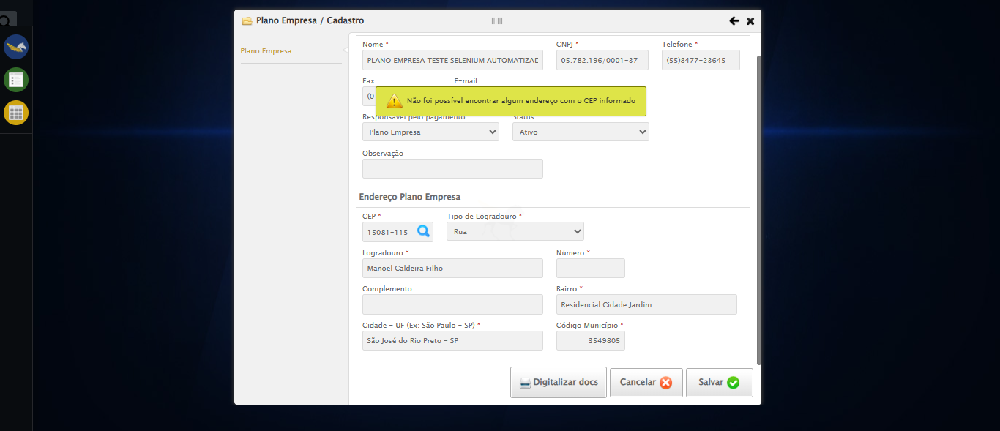 Plano Empresa / Cadastro
Plano Empresa
Nome * CNPJ * Telefone *
PLANO EMPRESA TESTE SELENIUM AUTOMATIZAD 05.782.196/0001-37 (55)8477-23645
Fax E-mail
(0
Não foi possível encontrar algum endereço com o CEP informado
Responsável pelo pagamento Status
Plano Empresa Ativo
Observação
Endereço Plano Empresa
CEP * Tipo de Logradouro *
15081-115 Rua
Logradouro * Número *
Manoel Caldeira Filho
Complemento Bairro *
Residencial Cidade Jardim
Cidade - UF (Ex: São Paulo - SP) * Código Município *
São José do Rio Preto - SP 3549805
Digitalizar docs Cancelar Salvar